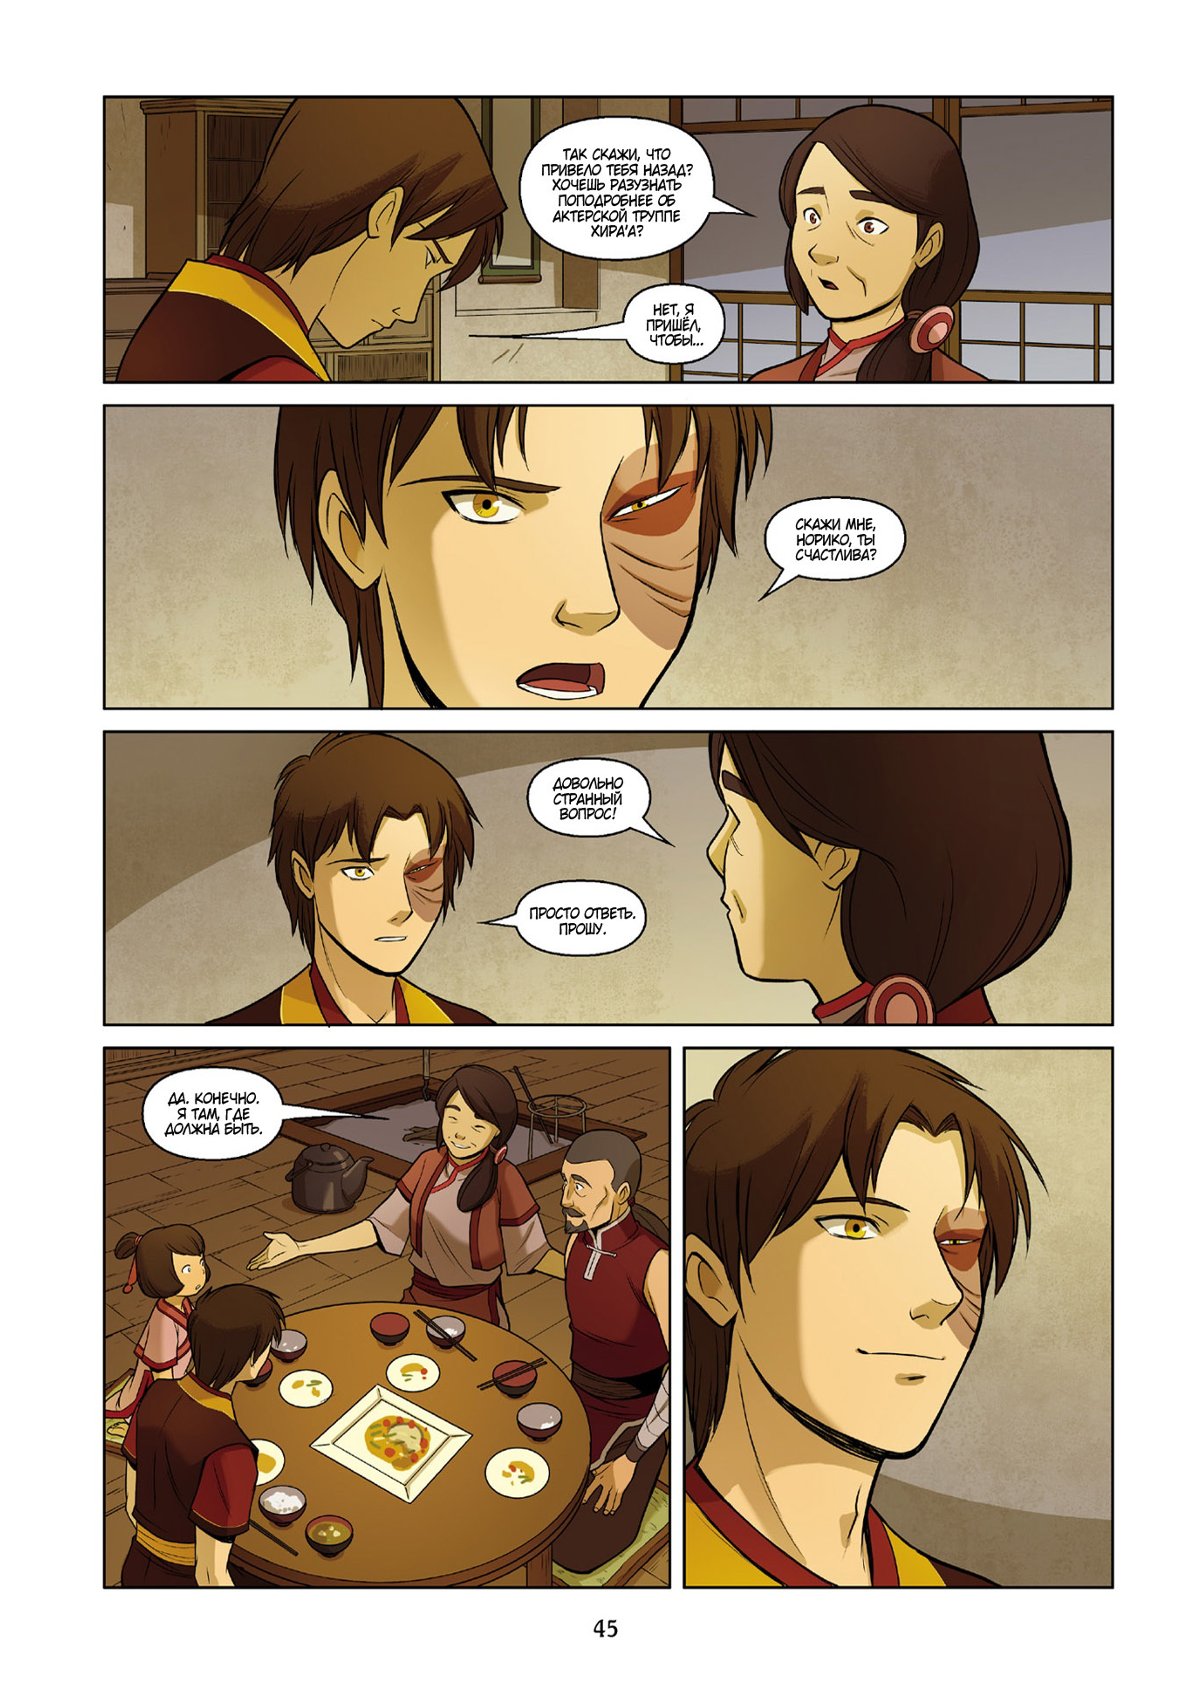 ТАК СКАЖИ, ЧТО
ПРИВЕЛО ТЕБЯ НАЗАД?
ХОЧЕШЬ РАЗУЗНАТЬ
ПОПОДРОБНЕЕ ОБ
АКТЕРСКОЙ ТРУППЕ
ХИРА'А?
НЕТ, Я
ПРИШЁЛ,
ЧТОБЫ...
СКАЖИ МНЕ,
НОРИКО, ТЫ
СЧАСТЛИВА?
ДОВОЛЬНО
СТРАННЫЙ
ВОПРОС!
ПРОСТО ОТВЕТЬ.
ПРОШУ.
ДА. КОНЕЧНО.
Я ТАМ, ГДЕ
ДОЛЖНА БЫТЬ.
45